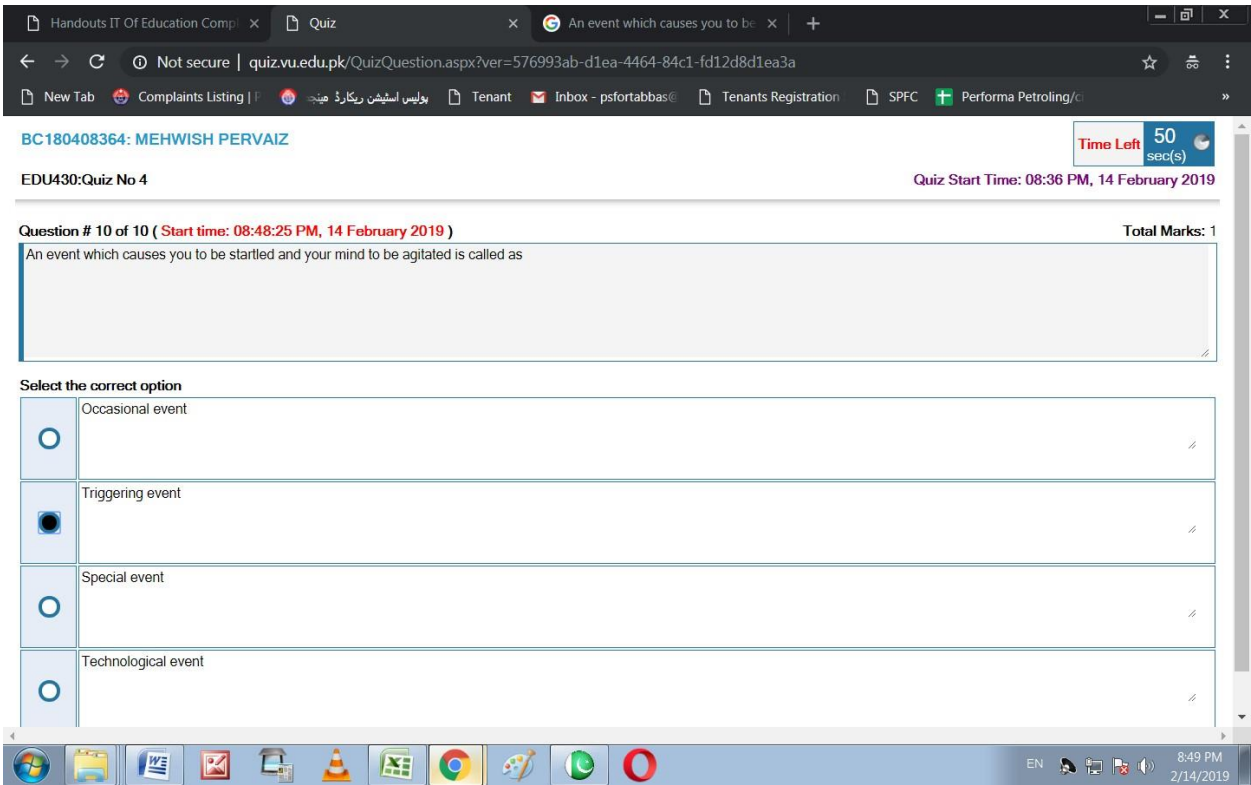 Handouts IT Of Education Compl
Quiz
An event which causes you to be
Not secure | quiz.vu.edu.pk/QuizQuestion.aspx?ver=576993ab-d1ea-4464-84c1-fd12d8d1ea3a
New Tab Complaints Listing | P پولیس اسٹیشن ریکارڈ مینجـ Tenant Inbox - psfortabbas@ Tenants Registration SPFC Performa Petroling/c »
BC180408364: MEHWISH PERVAIZ
Time Left 50 sec(s)
EDU430:Quiz No 4
Quiz Start Time: 08:36 PM, 14 February 2019
Question # 10 of 10 ( Start time: 08:48:25 PM, 14 February 2019 )
Total Marks: 1
An event which causes you to be startled and your mind to be agitated is called as
Select the correct option
Occasional event
Triggering event
Special event
Technological event
EN
8:49 PM
2/14/2019